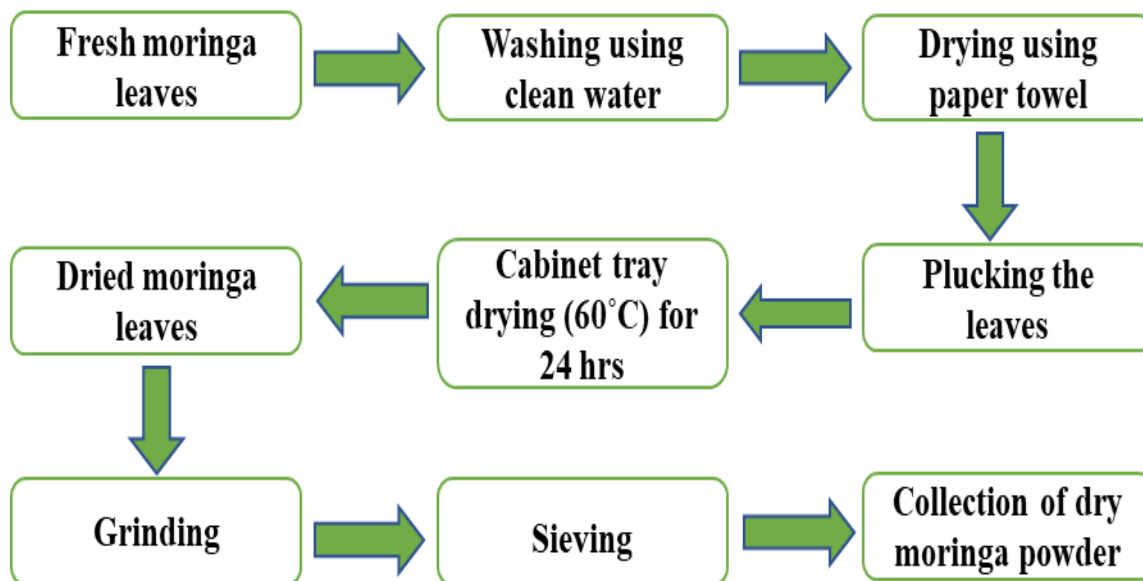 Fresh moringa
leaves
Washing using
clean water
Drying using
paper towel
Plucking the
leaves
Cabinet tray
drying (60°C) for
24 hrs
Dried moringa
leaves
Grinding
Sieving
Collection of dry
moringa powder